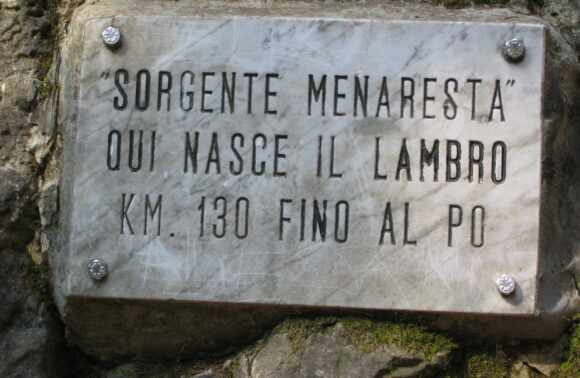 "SORGENTE MENARESTA"
QUI NASCE IL LAMBRO
KM. 130 FINO AL PO